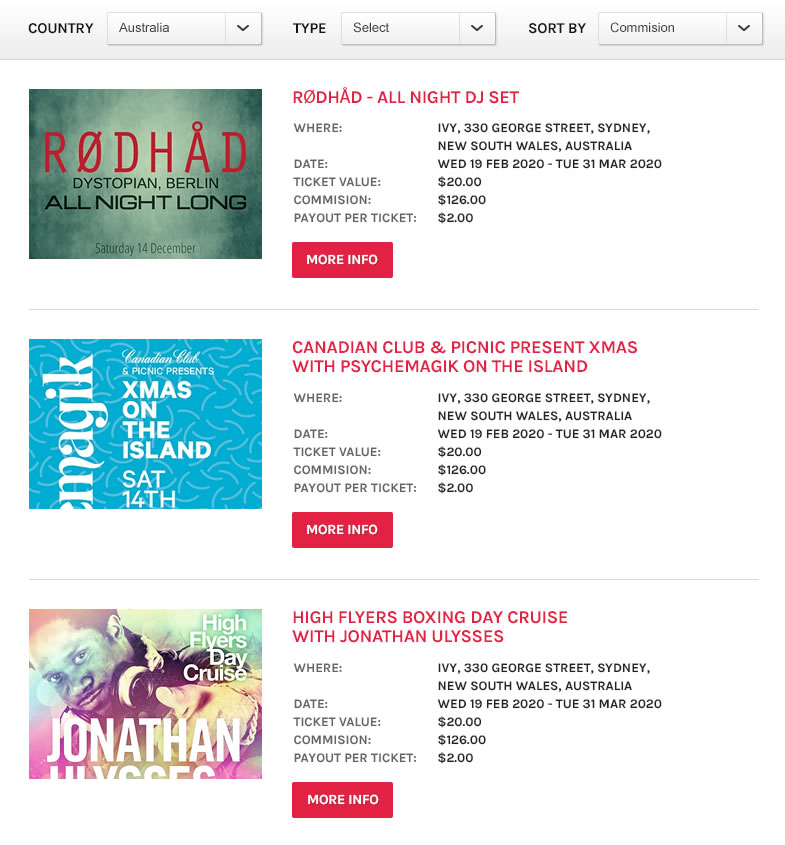 COUNTRY Australia TYPE Select SORT BY Commision
RØDHÅD
DYSTOPIAN, BERLIN
ALL NIGHT LONG
Saturday 14 December
RØDHÅD - ALL NIGHT DJ SET
WHERE: IVY, 330 GEORGE STREET, SYDNEY,
NEW SOUTH WALES, AUSTRALIA
DATE: WED 19 FEB 2020 - TUE 31 MAR 2020
TICKET VALUE: $20.00
COMMISION: $126.00
PAYOUT PER TICKET: $2.00
MORE INFO
emagik
Canadian Club
& PICNIC PRESENTS
XMAS
ON
THE
ISLAND
SAT
14TH
CANADIAN CLUB & PICNIC PRESENT XMAS
WITH PSYCHEMAGIK ON THE ISLAND
WHERE: IVY, 330 GEORGE STREET, SYDNEY,
NEW SOUTH WALES, AUSTRALIA
DATE: WED 19 FEB 2020 - TUE 31 MAR 2020
TICKET VALUE: $20.00
COMMISION: $126.00
PAYOUT PER TICKET: $2.00
MORE INFO
High
Flyers
Day
Cruise
JONATHAN
ULYSSES
HIGH FLYERS BOXING DAY CRUISE
WITH JONATHAN ULYSSES
WHERE: IVY, 330 GEORGE STREET, SYDNEY,
NEW SOUTH WALES, AUSTRALIA
DATE: WED 19 FEB 2020 - TUE 31 MAR 2020
TICKET VALUE: $20.00
COMMISION: $126.00
PAYOUT PER TICKET: $2.00
MORE INFO